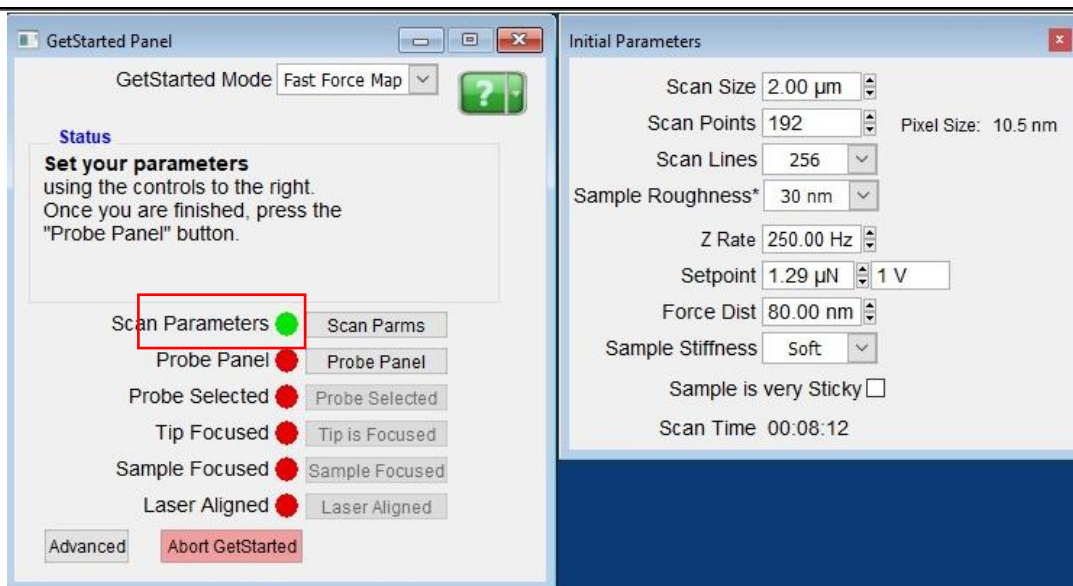 GetStarted Panel
GetStarted Mode Fast Force Map
?
Status
Set your parameters
using the controls to the right.
Once you are finished, press the
"Probe Panel" button.
Scan Parameters Scan Parms
Probe Panel Probe Panel
Probe Selected Probe Selected
Tip Focused Tip is Focused
Sample Focused Sample Focused
Laser Aligned Laser Aligned
Advanced Abort GetStarted
Initial Parameters x
Scan Size 2.00 µm
Scan Points 192 Pixel Size: 10.5 nm
Scan Lines 256
Sample Roughness* 30 nm
Z Rate 250.00 Hz
Setpoint 1.29 µN 1 V
Force Dist 80.00 nm
Sample Stiffness Soft
Sample is very Sticky
Scan Time 00:08:12